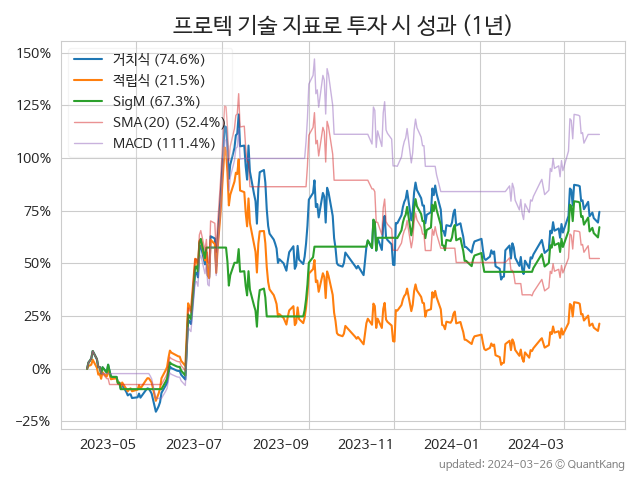 프로텍 기술 지표로 투자 시 성과 (1년)
150%
125%
100%
75%
50%
25%
0%
−25%
거치식 (74.6%)
적립식 (21.5%)
SigM (67.3%)
SMA(20) (52.4%)
MACD (111.4%)
2023-05 2023-07 2023-09 2023-11 2024-01 2024-03
updated: 2024-03-26 ⓒ QuantKang